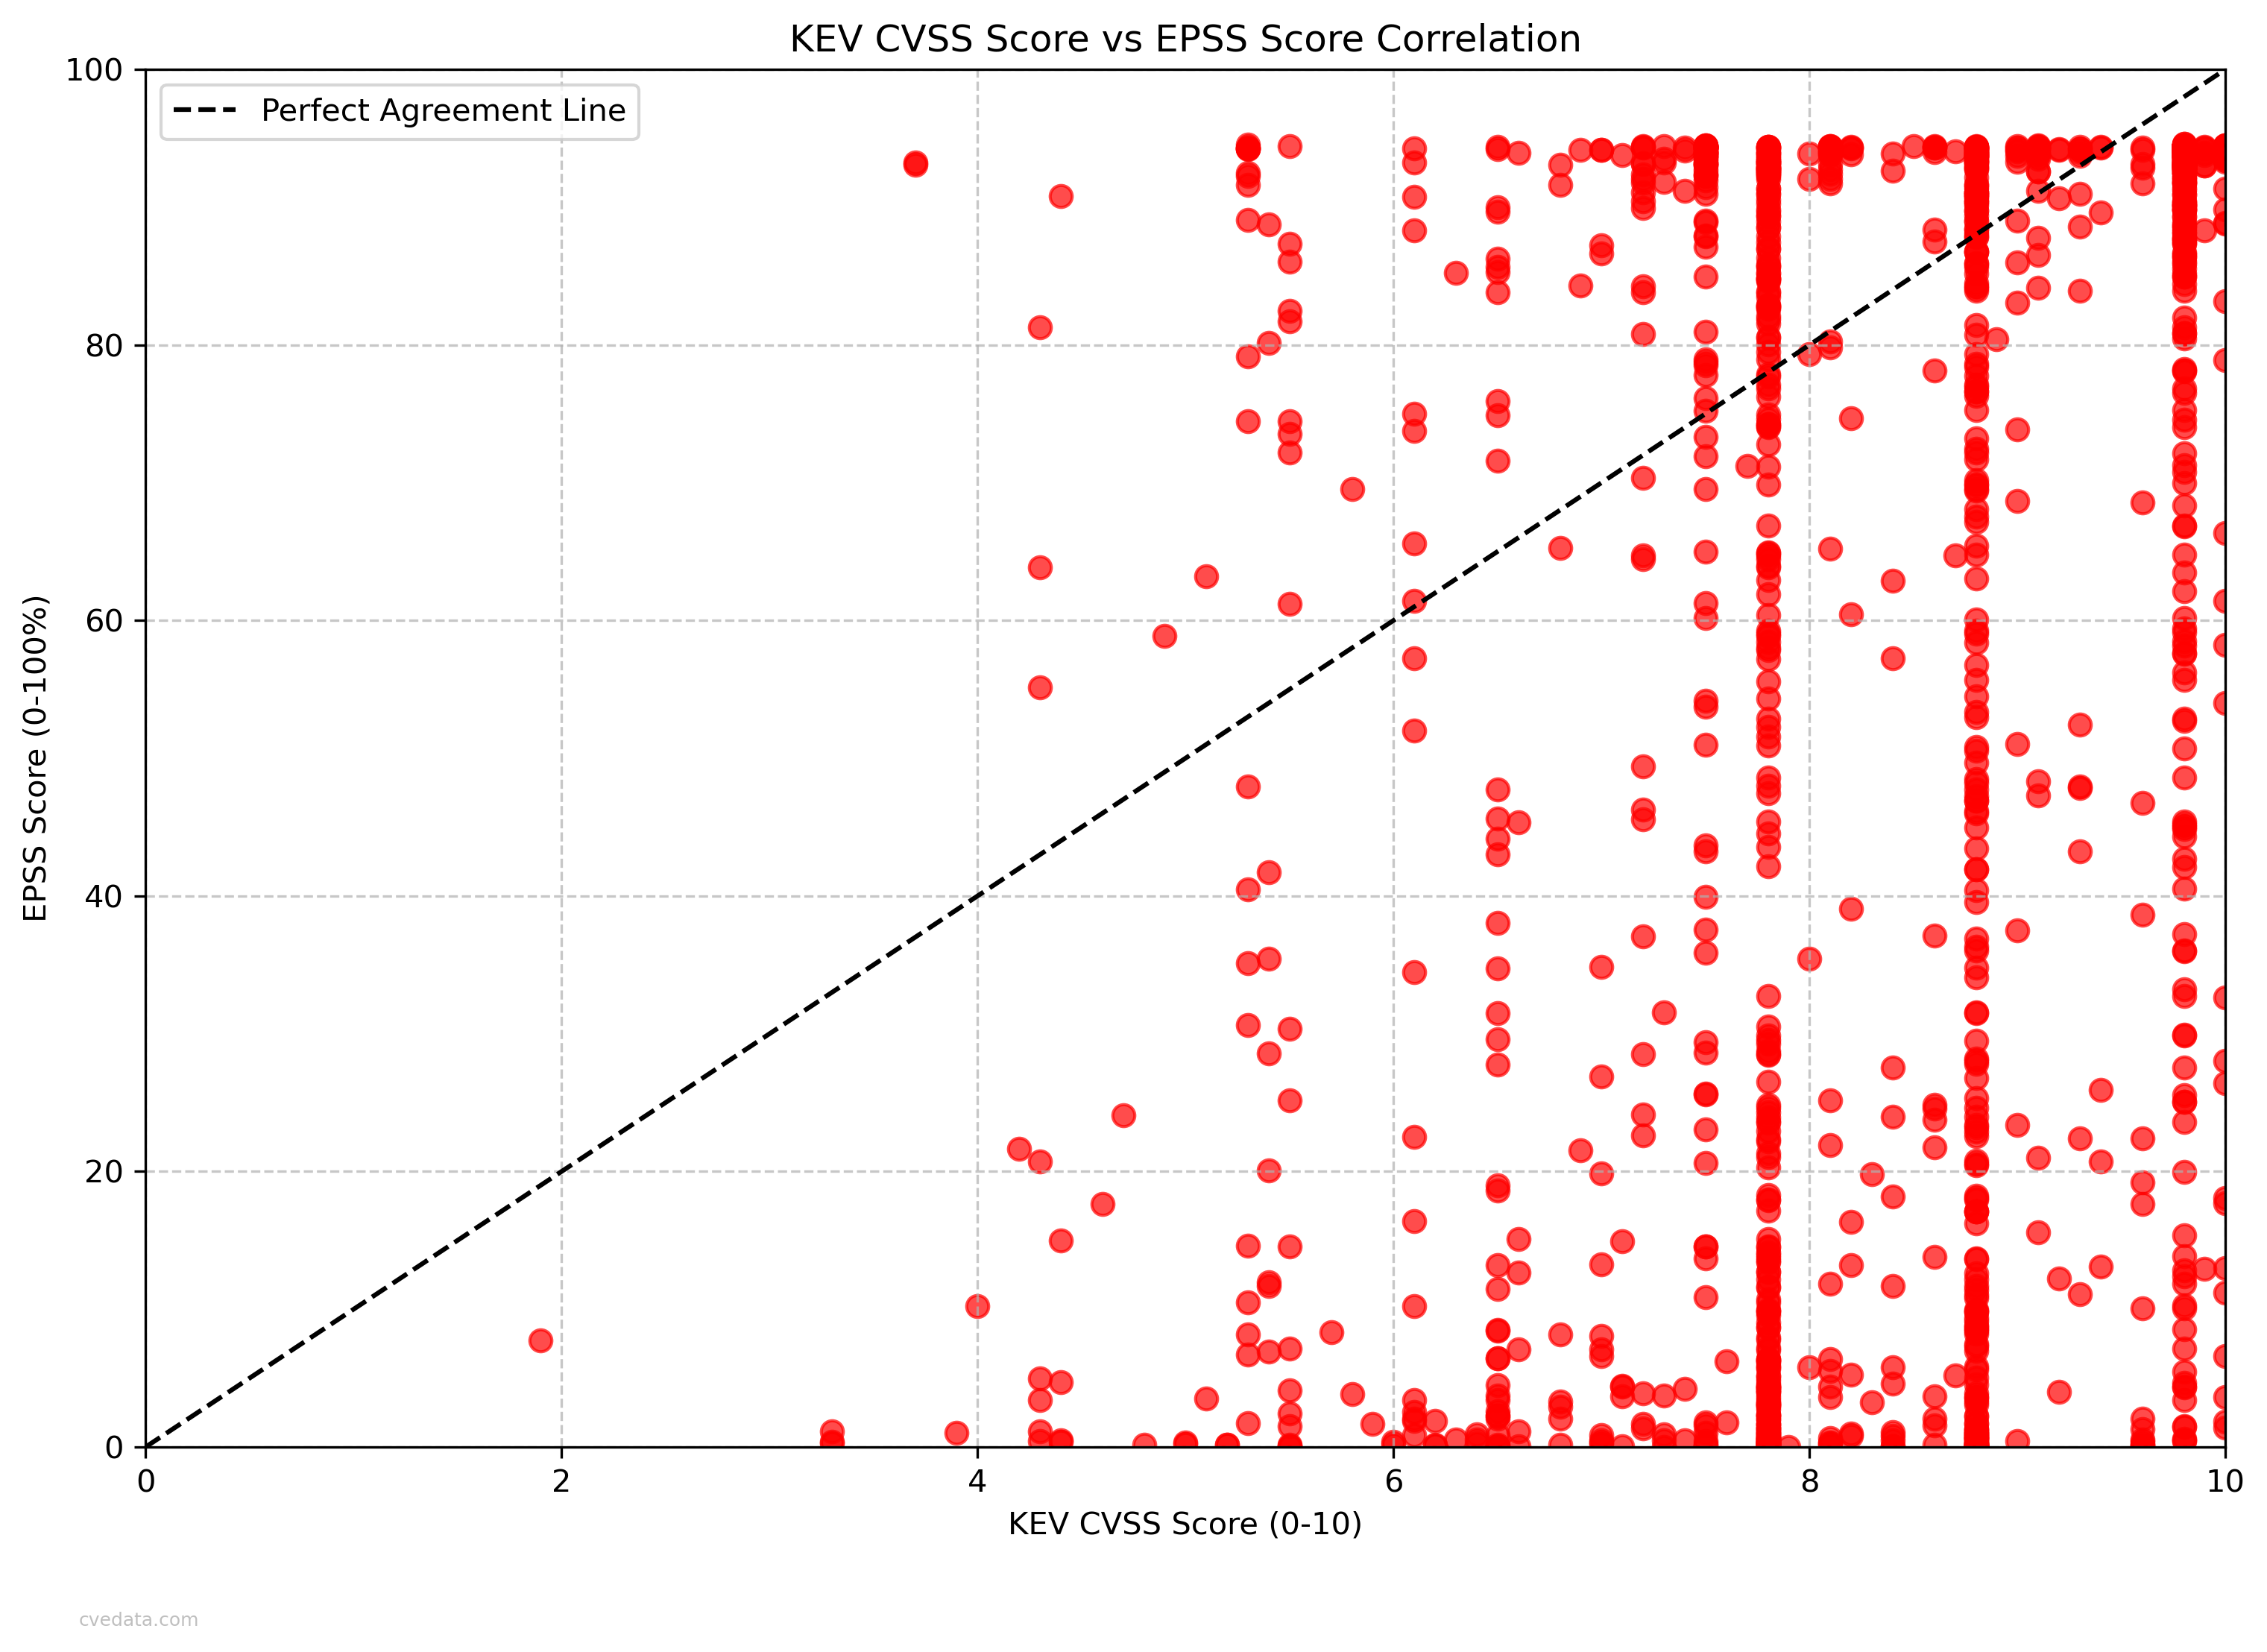 KEV CVSS Score vs EPSS Score Correlation
100
Perfect Agreement Line
80
60
40
20
0
EPSS Score (0-100%)
0 2 4 6 8 10
KEV CVSS Score (0-10)
cvedata.com